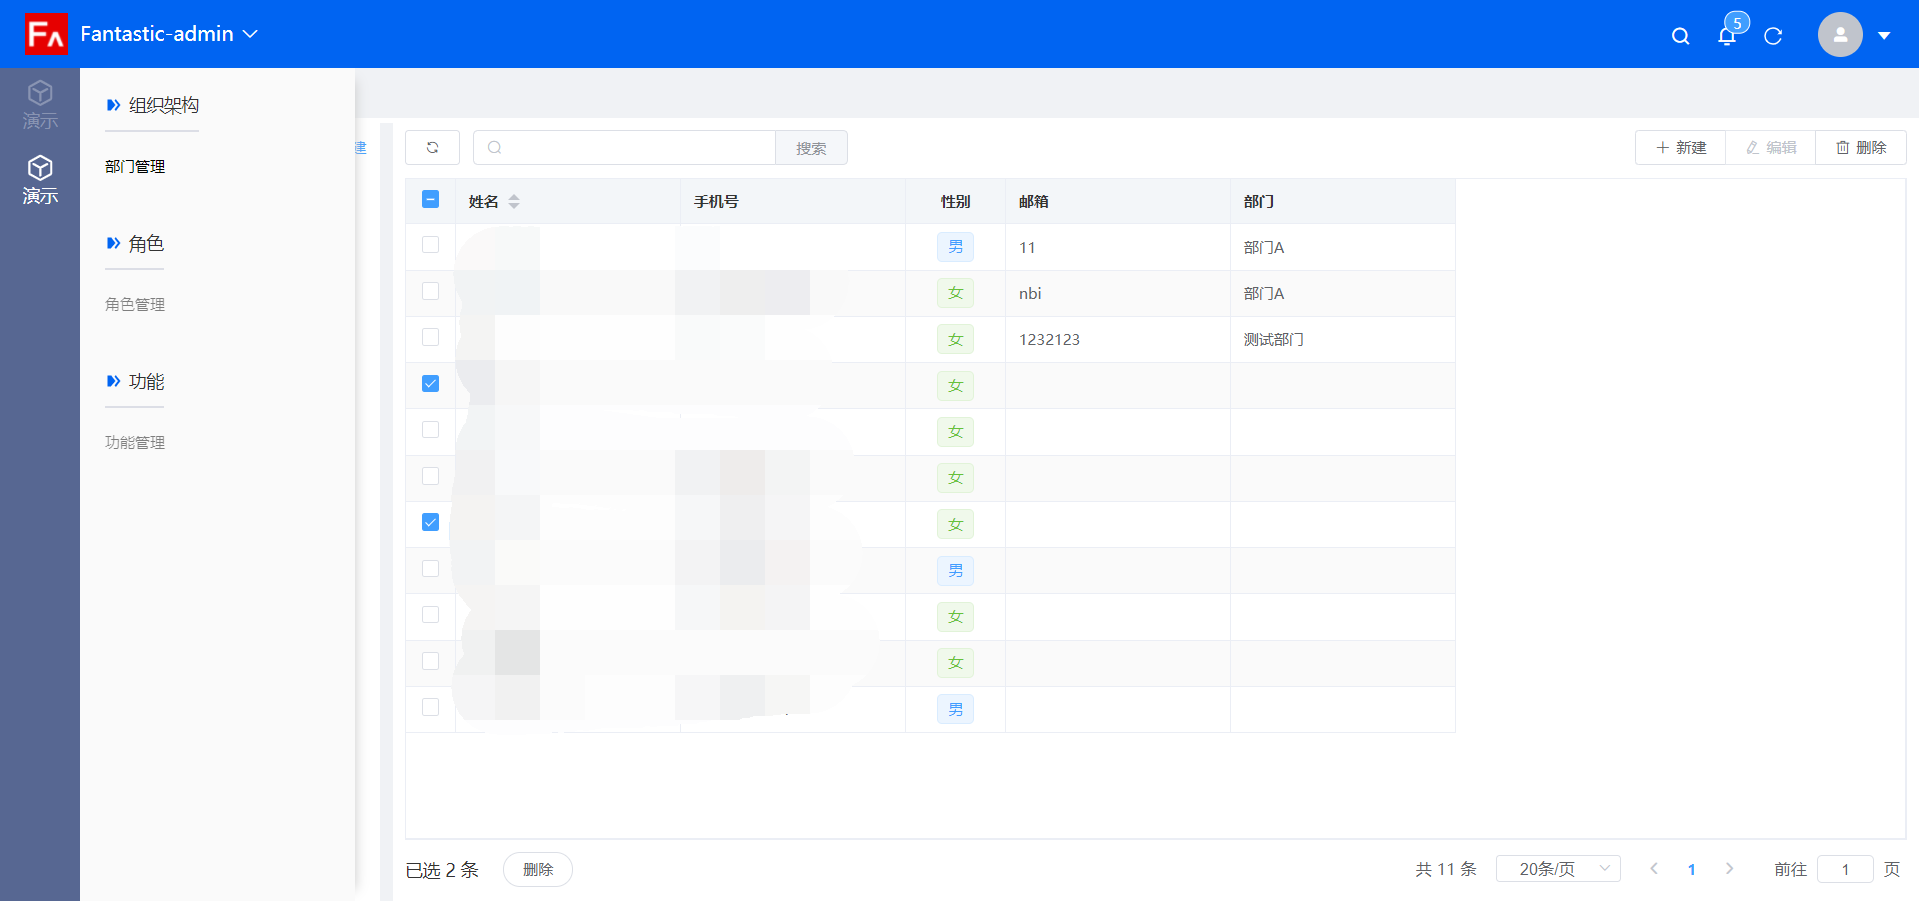 FA Fantastic-admin
5
演示
演示
组织架构
部门管理
角色
角色管理
功能
功能管理
建
搜索
新建 编辑 删除
姓名 手机号 性别 邮箱 部门
男 11 部门A
女 nbi 部门A
女 1232123 测试部门
女
女
女
女
男
女
女
男
已选 2 条 删除 共 11 条 20条/页 1 前往 1 页